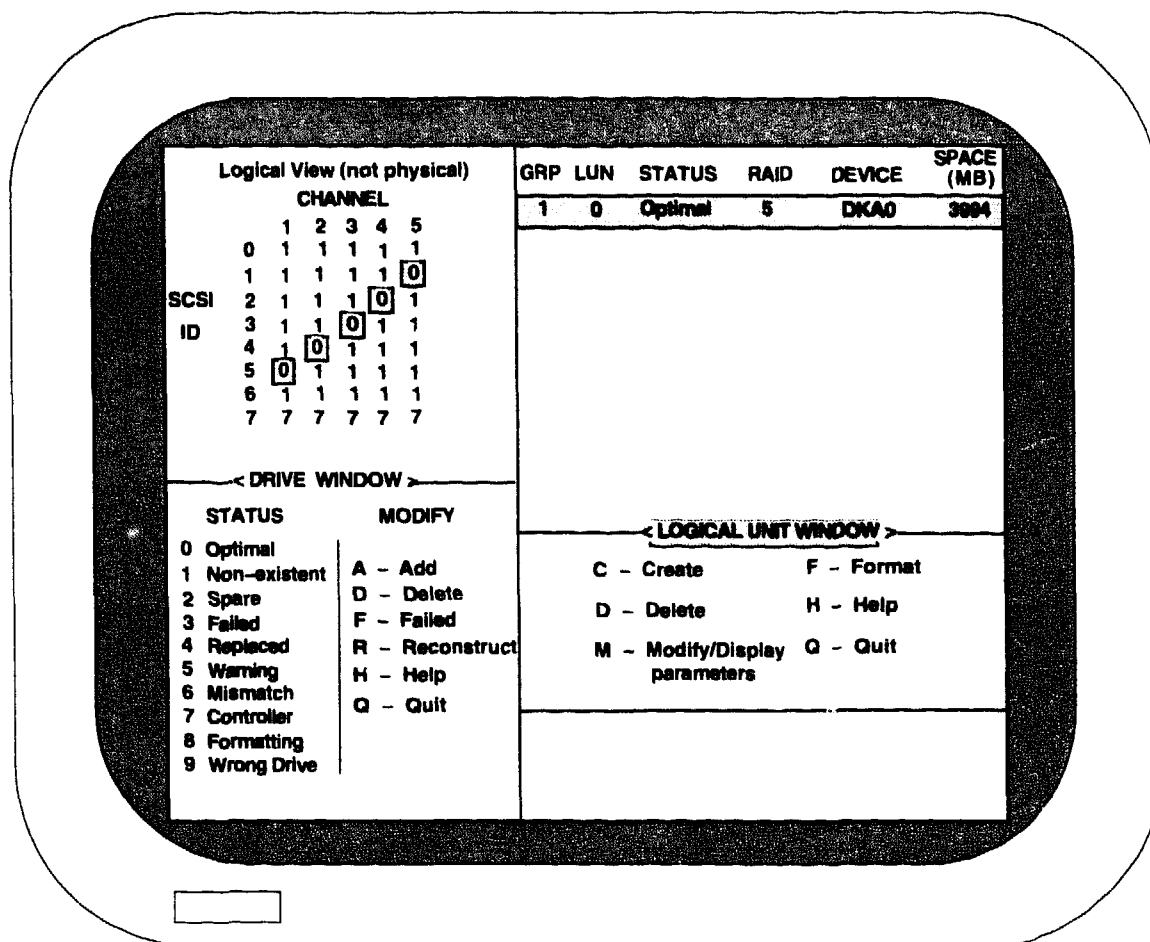 Logical View (not physical)
CHANNEL
1 2 3 4 5
0 1 1 1 1 1
1 1 1 1 1 0
SCSI 2 1 1 1 0 1
ID 3 1 1 0 1 1
4 1 0 1 1 1
5 0 1 1 1 1
6 1 1 1 1 1
7 7 7 7 7 7
< DRIVE WINDOW >
STATUS MODIFY
0 Optimal
1 Non-existent
2 Spare
3 Failed
4 Replaced
5 Warning
6 Mismatch
7 Controller
8 Formatting
9 Wrong Drive
A - Add
D - Delete
F - Failed
R - Reconstruct
H - Help
Q - Quit
GRP LUN STATUS RAID DEVICE SPACE
(MB)
1 0 Optimal 5 DKA0
< LOGICAL UNIT WINDOW >
C - Create F - Format
D - Delete H - Help
M - Modify/Display Q - Quit
parameters